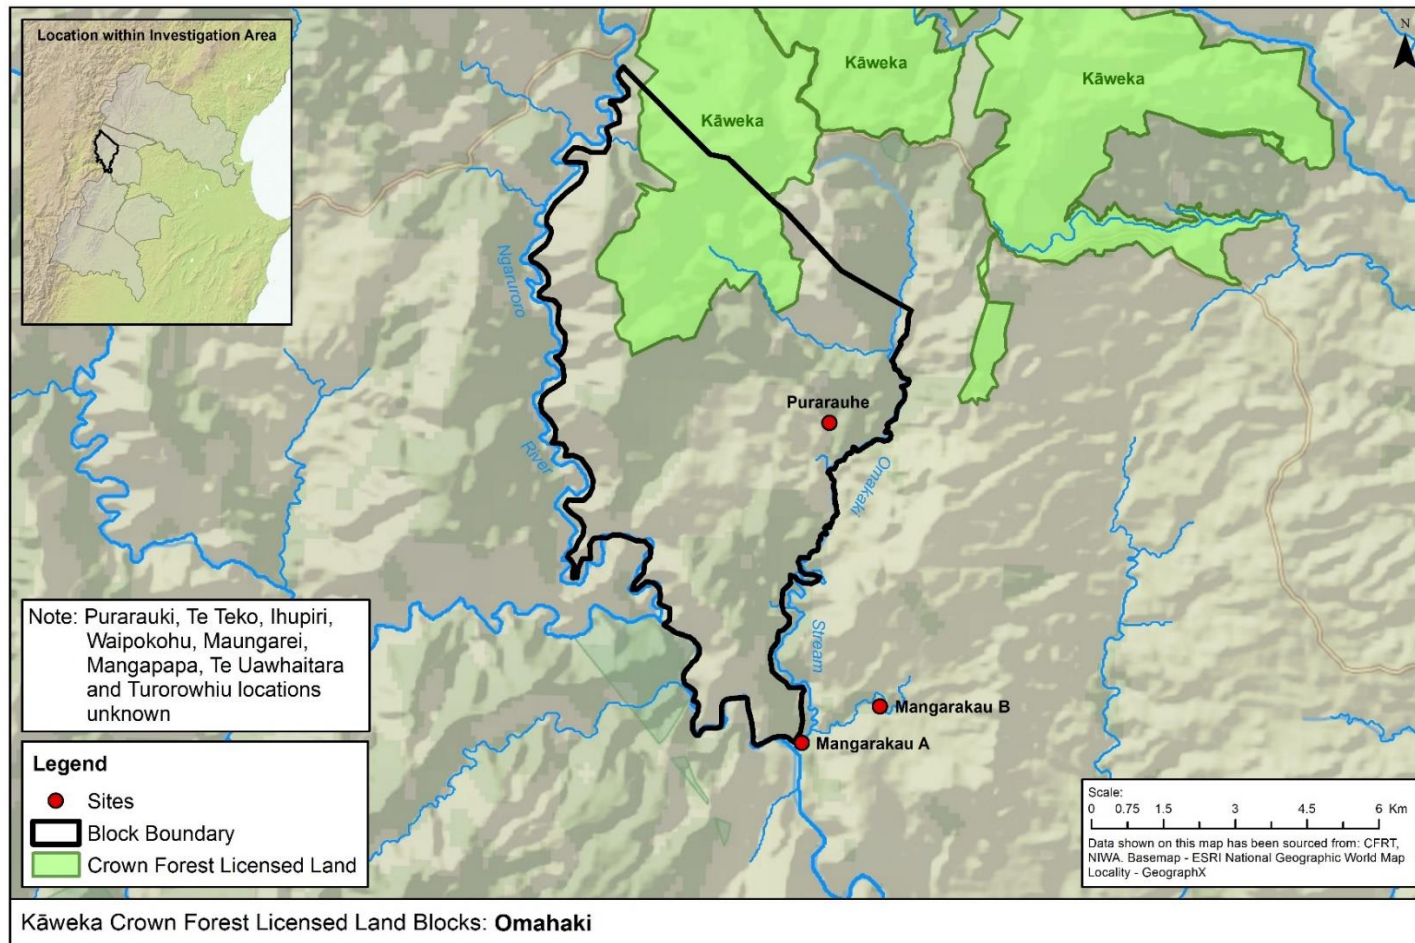 Location within Investigation Area
N
Kāweka
Kāweka
Kāweka
Ngaruroro
River
Purarauhe
Omakaki
Stream
Mangarakau B
Mangarakau A
Note: Purarauki, Te Teko, Ihupiri,
Waipokohu, Maungarei,
Mangapapa, Te Uawhaitara
and Turorowhiu locations
unknown
Legend
Sites
Block Boundary
Crown Forest Licensed Land
Scale:
0 0.75 1.5 3 4.5 6 Km
Data shown on this map has been sourced from: CFRT,
NIWA. Basemap - ESRI National Geographic World Map
Locality - GeographX
Kāweka Crown Forest Licensed Land Blocks: Omahaki